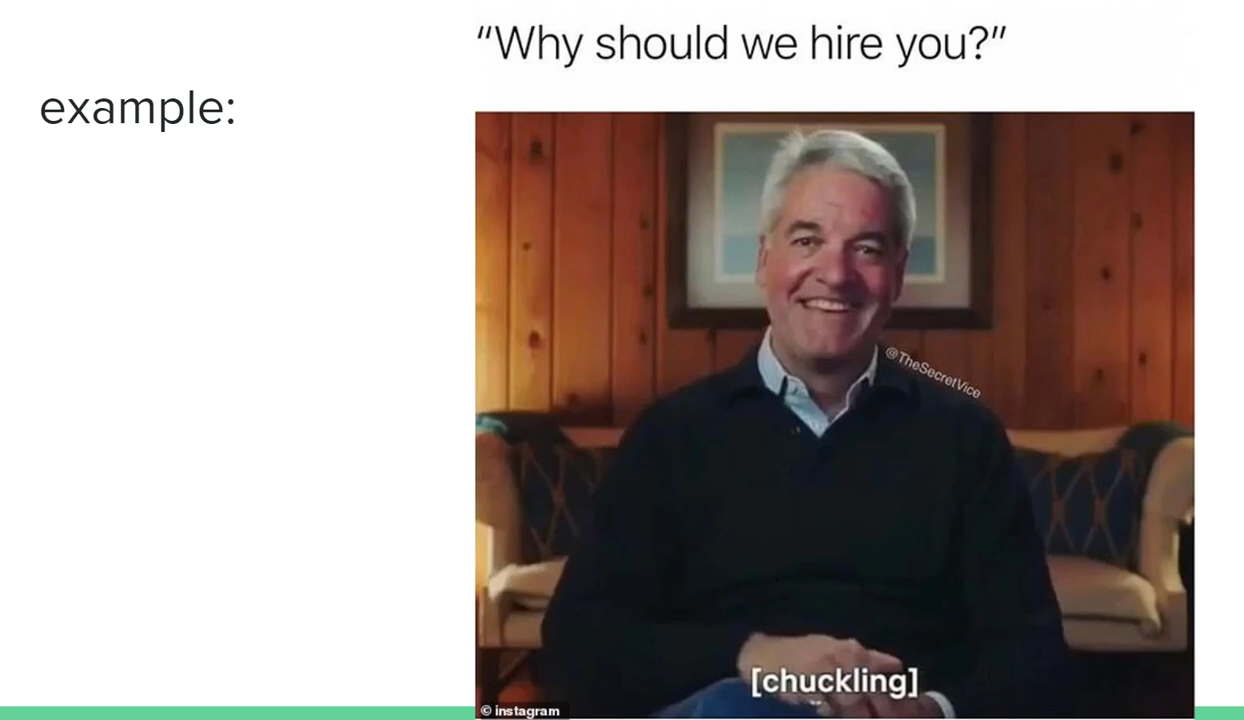 "Why should we hire you?"
example:
@TheSecretVice
[chuckling]
© instagram